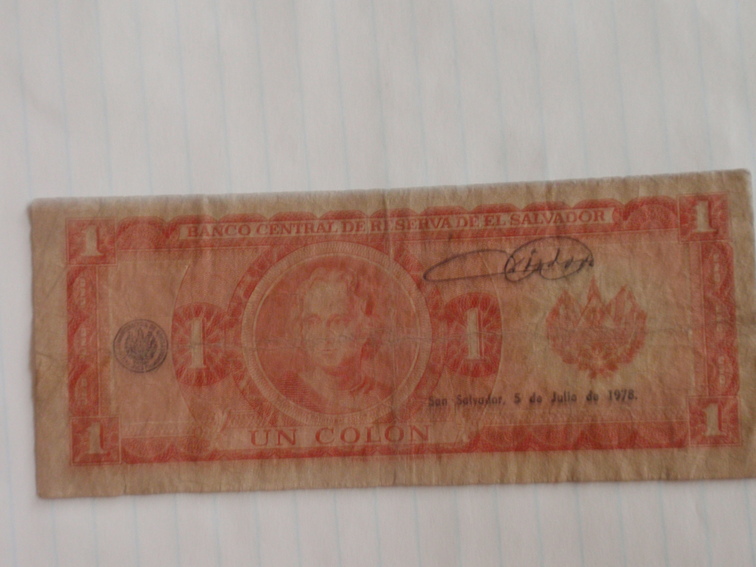 1 BANCO CENTRAL DE RESERVA DE EL SALVADOR 1
1 1
San Salvador, 5 de Julio de 1978.
1 UN COLON 1